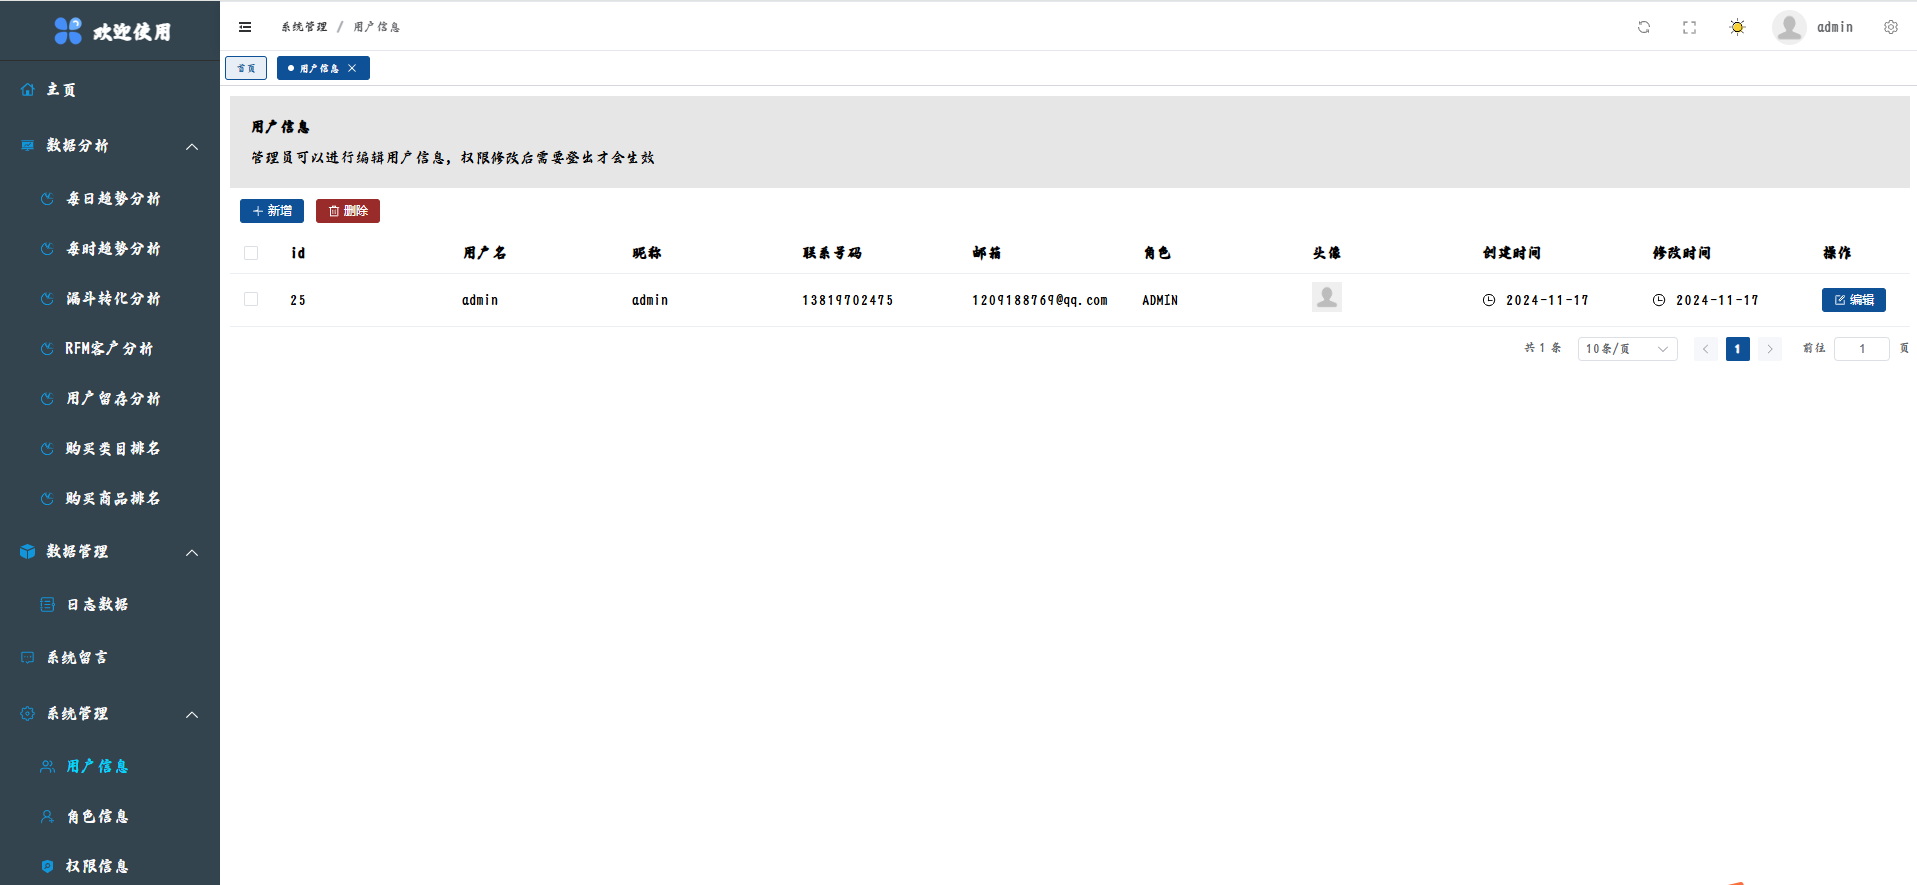 欢迎使用
主页
数据分析
每日趋势分析
每时趋势分析
漏斗转化分析
RFM客户分析
用户留存分析
购买类目排名
购买商品排名
数据管理
日志数据
系统留言
系统管理
用户信息
角色信息
权限信息
系统管理 / 用户信息
admin
首页
用户信息
用户信息
管理员可以进行编辑用户信息，权限修改后需要登出才会生效
新增 删除
id 用户名 昵称 联系号码 邮箱 角色 头像 创建时间 修改时间 操作
25 admin admin 13819702475 1209188769@qq.com ADMIN 2024-11-17 2024-11-17 编辑
共 1 条 10条/页 1 前往 1 页